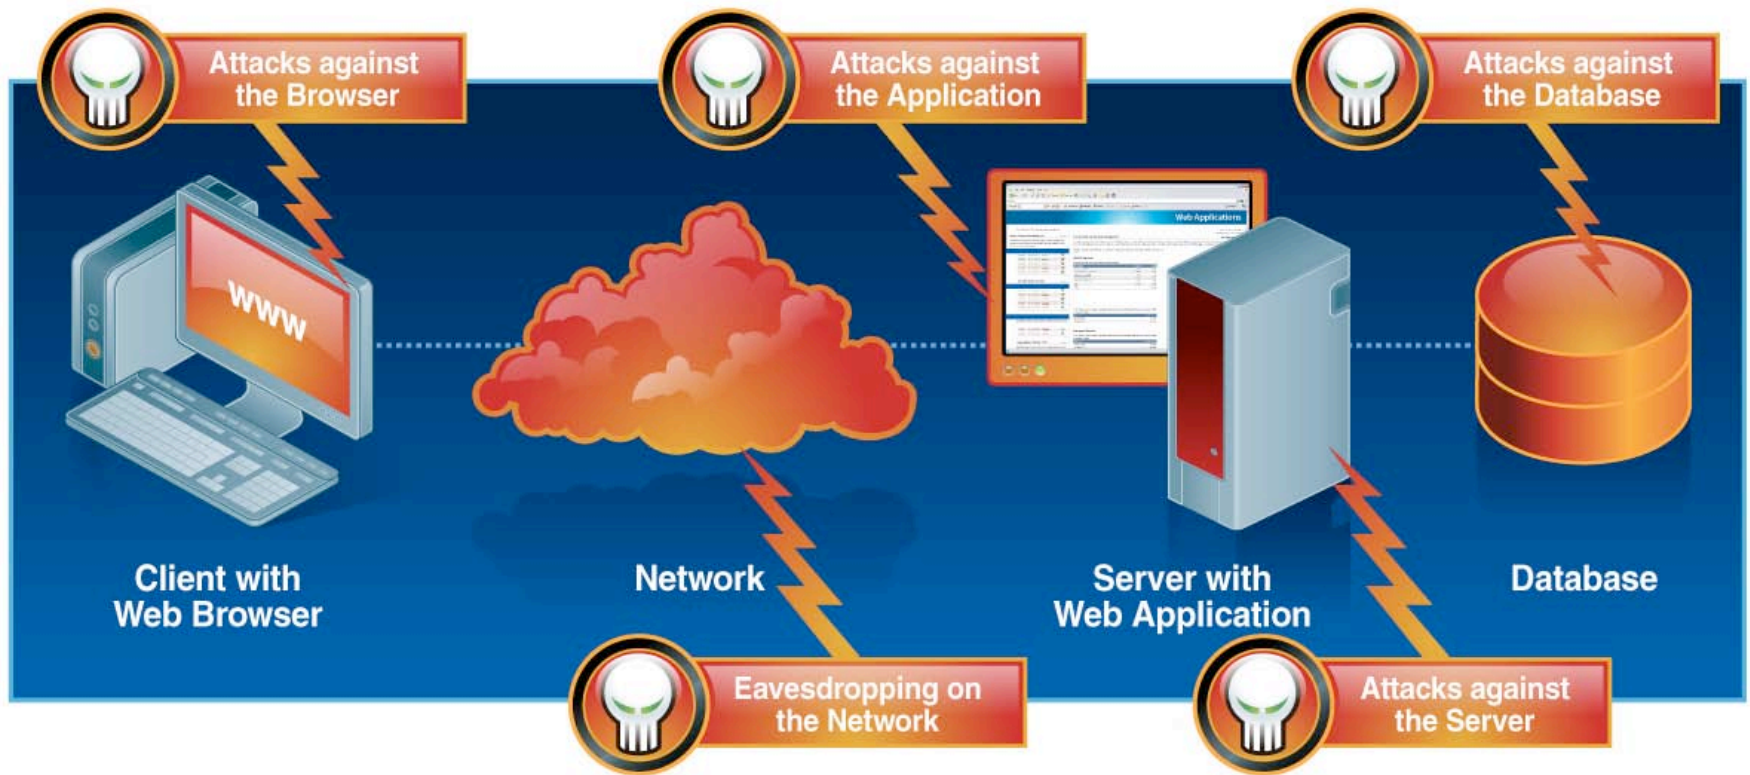 Attacks against
the Browser
Attacks against
the Application
Attacks against
the Database
WWW
Web Applications
Client with
Web Browser
Network
Server with
Web Application
Database
Eavesdropping on
the Network
Attacks against
the Server